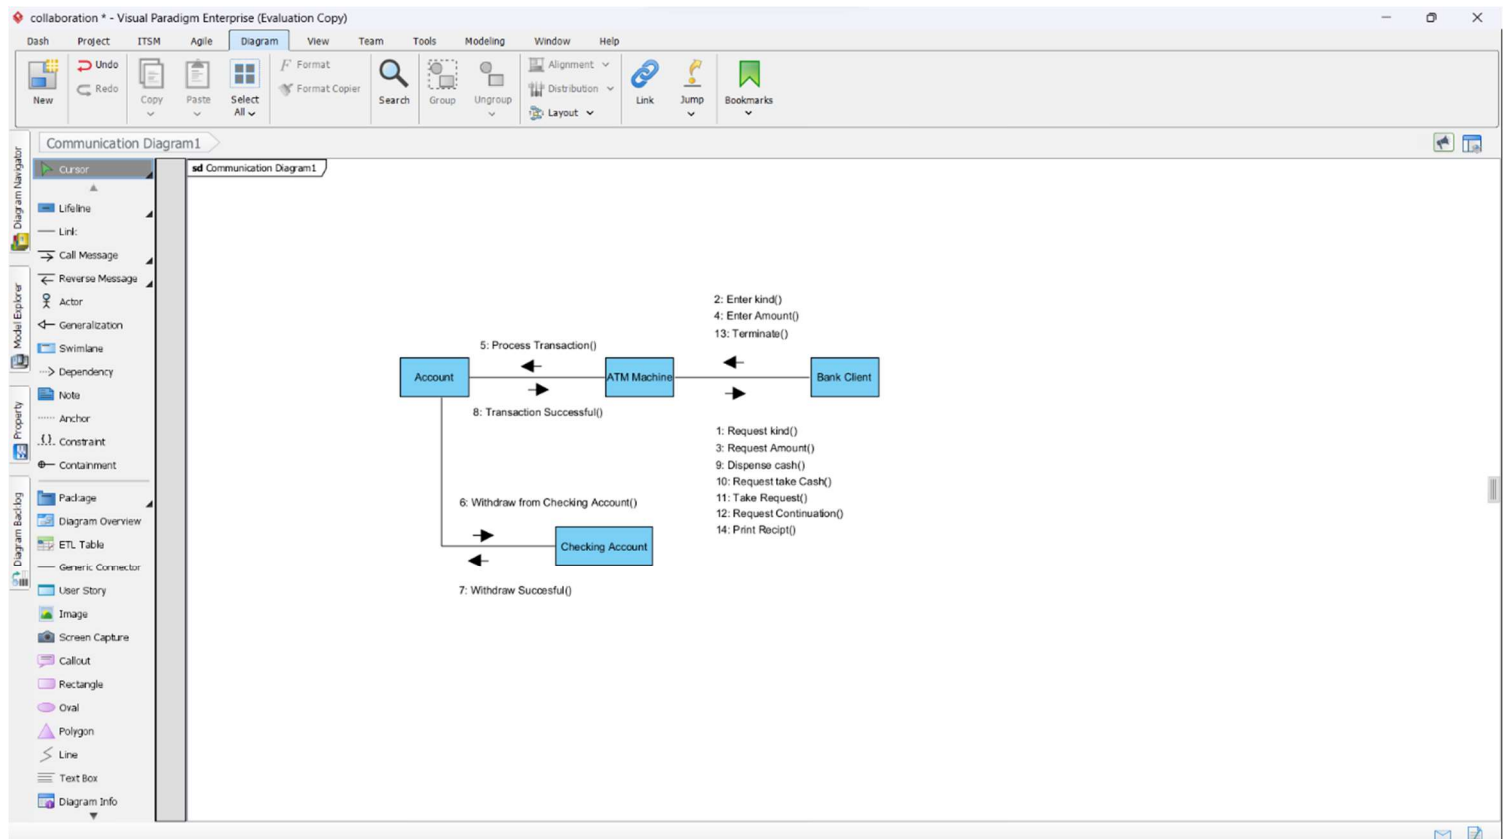 collaboration * - Visual Paradigm Enterprise (Evaluation Copy)
Dash Project ITSM Agile Diagram View Team Tools Modeling Window Help
New
Undo
Redo
Copy
Paste
Select
All
Format
Format Copier
Search
Group
Ungroup
Alignment
Distribution
Layout
Link
Jump
Bookmarks
Communication Diagram1
Diagram Navigator
Model Explorer
Property
Diagram Backlog
Cursor
Lifeline
Link
Call Message
Reverse Message
Actor
Generalization
Swimlane
Dependency
Note
Anchor
Constraint
Containment
Package
Diagram Overview
ETL Table
Generic Connector
User Story
Image
Screen Capture
Callout
Rectangle
Oval
Polygon
Line
Text Box
Diagram Info
sd Communication Diagram1
2: Enter kind()
4: Enter Amount()
13: Terminate()
5: Process Transaction()
Account
ATM Machine
Bank Client
8: Transaction Successful()
1: Request kind()
3: Request Amount()
9: Dispense cash()
10: Request take Cash()
11: Take Request()
12: Request Continuation()
14: Print Recipt()
6: Withdraw from Checking Account()
Checking Account
7: Withdraw Succesful()